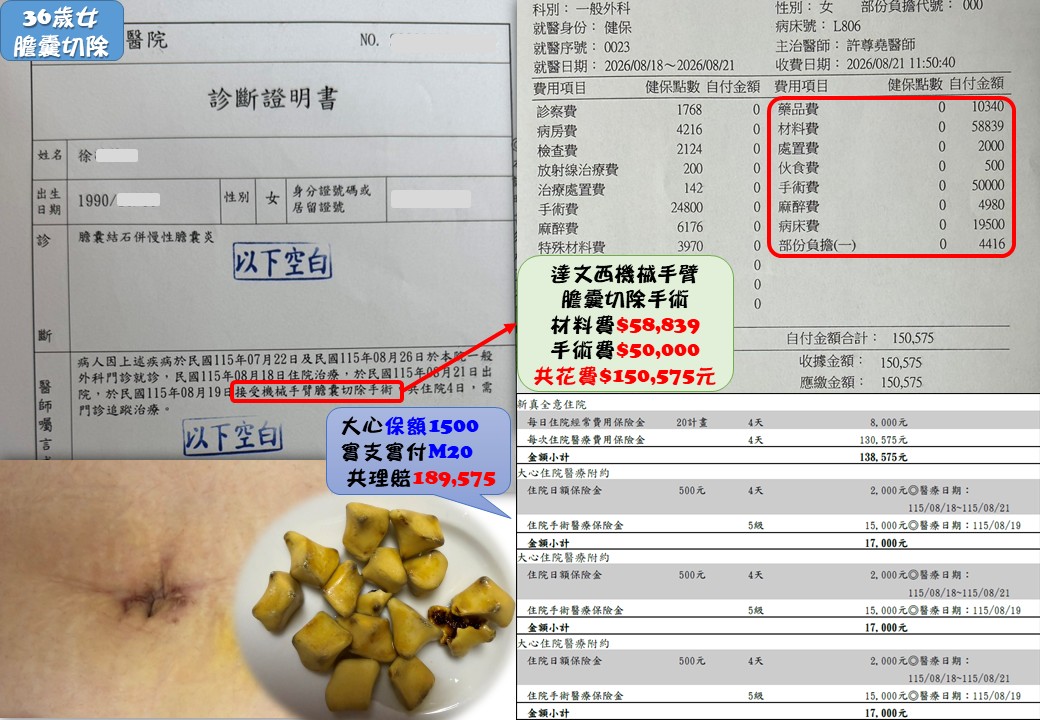 36歲女
膽囊切除
醫院
NO.
診斷證明書
姓名
徐
出生
日期
1990/
性別
女
身分證號碼或
居留證號
診
斷
膽囊結石併慢性膽囊炎
以下空白
醫
師
囑
言
病人因上述疾病於民國115年07月22日及民國115年08月26日於本院一般
外科門診就診，民國115年08月18日住院治療，於民國115年08月21日出
院，於民國115年08月19日接受機械手臂膽囊切除手術，共住院4日，需
門診追蹤治療。
以下空白
科別： 一般外科
性別： 女
部份負擔代號： 000
就醫身份： 健保
病床號： L806
就醫序號： 0023
主治醫師： 許尊堯醫師
就醫日期： 2026/08/18～2026/08/21
收費日期： 2026/08/21 11:50:40
費用項目 健保點數 自付金額 費用項目 健保點數 自付金額
診察費 1768 0 藥品費 0 10340
病房費 4216 0 材料費 0 58839
檢查費 2124 0 處置費 0 2000
放射線治療費 200 0 伙食費 0 500
治療處置費 142 0 手術費 0 50000
手術費 24800 0 麻醉費 0 4980
麻醉費 6176 0 病床費 0 19500
特殊材料費 3970 0 部份負擔(一) 0 4416
0
0
0
自付金額合計： 150,575
收據金額： 150,575
應繳金額： 150,575
達文西機械手臂
膽囊切除手術
材料費$58,839
手術費$50,000
共花費$150,575元
大心保額1500
實支實付M20
共理賠189,575
新真全意住院
每日住院經常費用保險金 20計畫 4天 8,000元
每次住院醫療費用保險金 4天 130,575元
金額小計 138,575元
大心住院醫療附約
住院日額保險金 500元 4天 2,000元◎醫療日期：
115/08/18~115/08/21
住院手術醫療保險金 5級 15,000元◎醫療日期：115/08/19
金額小計 17,000元
大心住院醫療附約
住院日額保險金 500元 4天 2,000元◎醫療日期：
115/08/18~115/08/21
住院手術醫療保險金 5級 15,000元◎醫療日期：115/08/19
金額小計 17,000元
大心住院醫療附約
住院日額保險金 500元 4天 2,000元◎醫療日期：
115/08/18~115/08/21
住院手術醫療保險金 5級 15,000元◎醫療日期：115/08/19
金額小計 17,000元